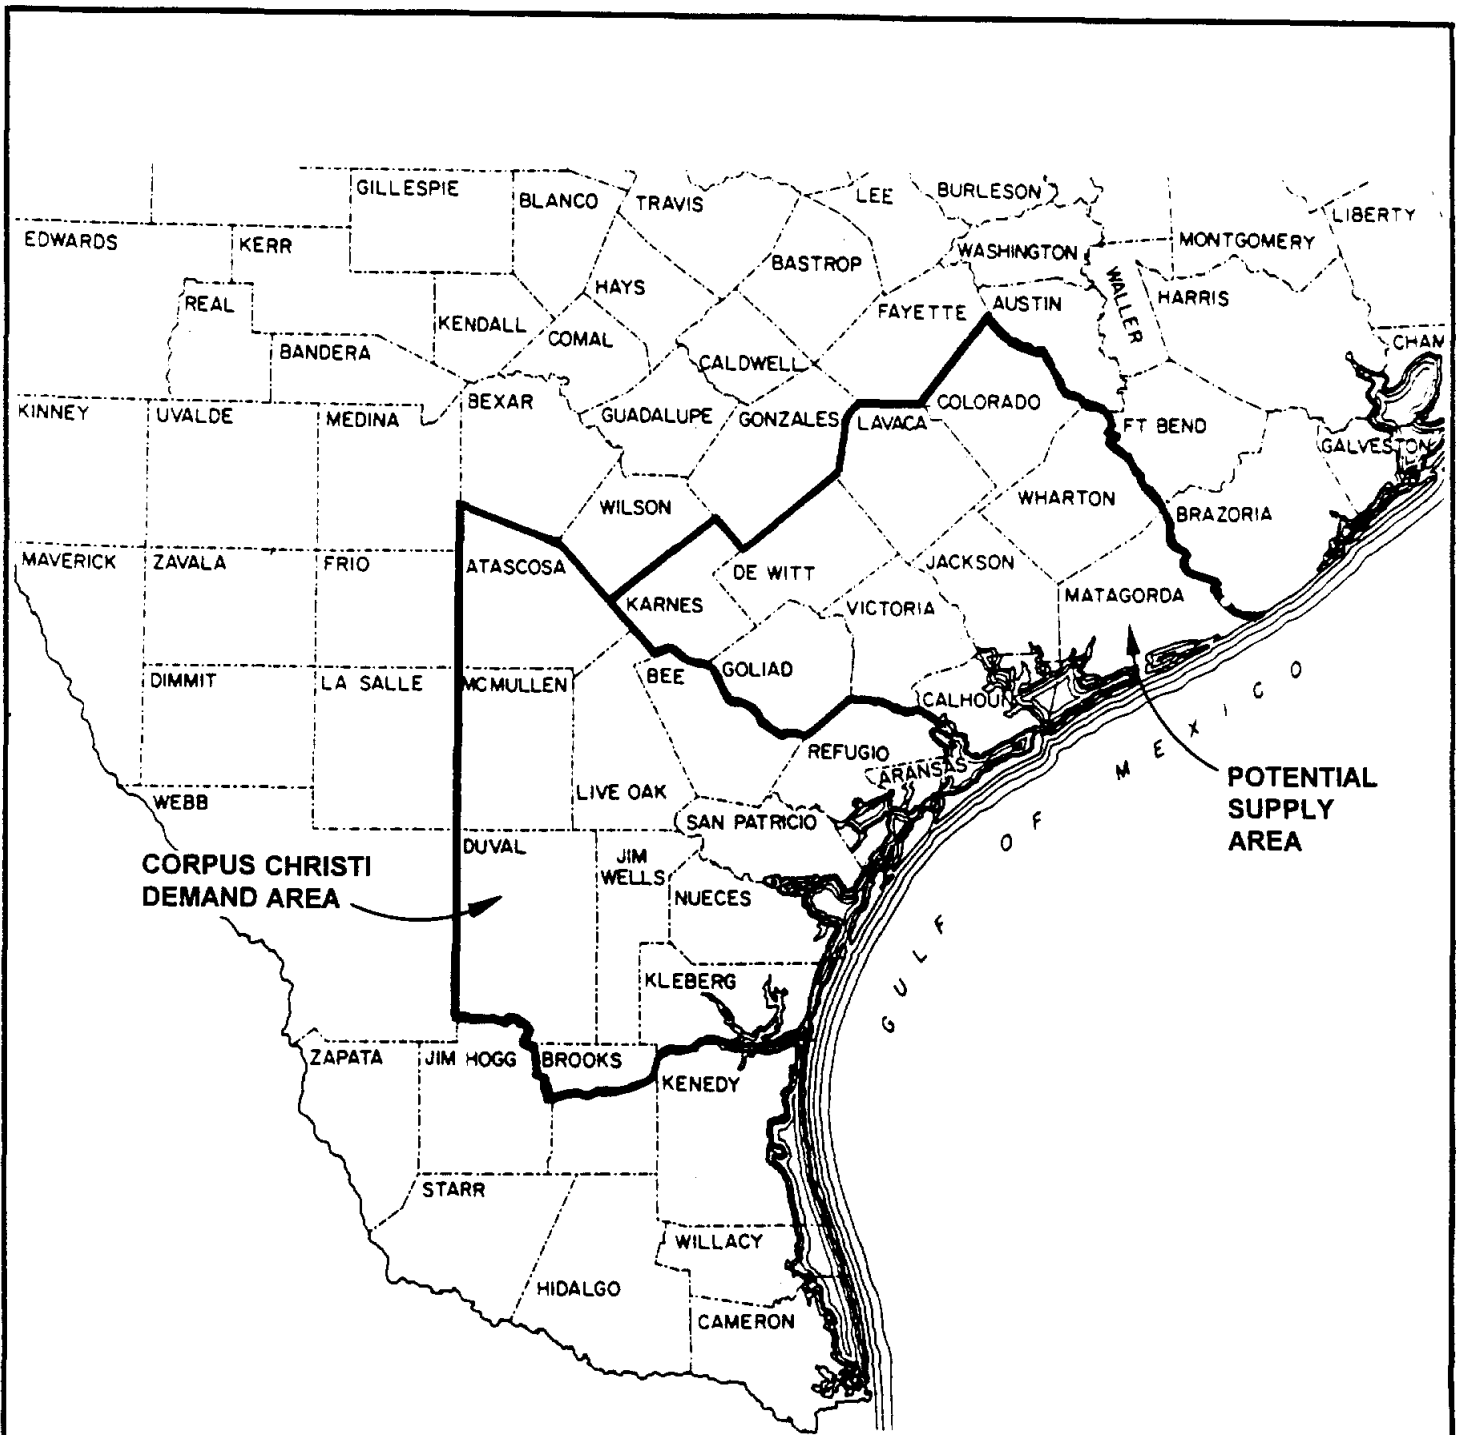 GILLESPIE
BLANCO
TRAVIS
LEE
BURLESON
LIBERTY
EDWARDS
KERR
BASTROP
WASHINGTON
MONTGOMERY
REAL
HAYS
WALLER
HARRIS
KENDALL
COMAL
FAYETTE
AUSTIN
BANDERA
CALDWELL
CHAM
KINNEY
UVALDE
MEDINA
BEXAR
GUADALUPE
GONZALES
LAVACA
COLORADO
FT BEND
GALVESTON
WILSON
WHARTON
BRAZORIA
MAVERICK
ZAVALA
FRIO
ATASCOSA
DE WITT
JACKSON
KARNES
VICTORIA
MATAGORDA
DIMMIT
LA SALLE
MCMULLEN
BEE
GOLIAD
CALHOUN
REFUGIO
ARANSAS
WEBB
LIVE OAK
SAN PATRICIO
POTENTIAL
SUPPLY
AREA
GULF OF MEXICO
CORPUS CHRISTI
DEMAND AREA
DUVAL
JIM
WELLS
NUECES
KLEBERG
ZAPATA
JIM HOGG
BROOKS
KENEDY
STARR
WILLACY
HIDALGO
CAMERON